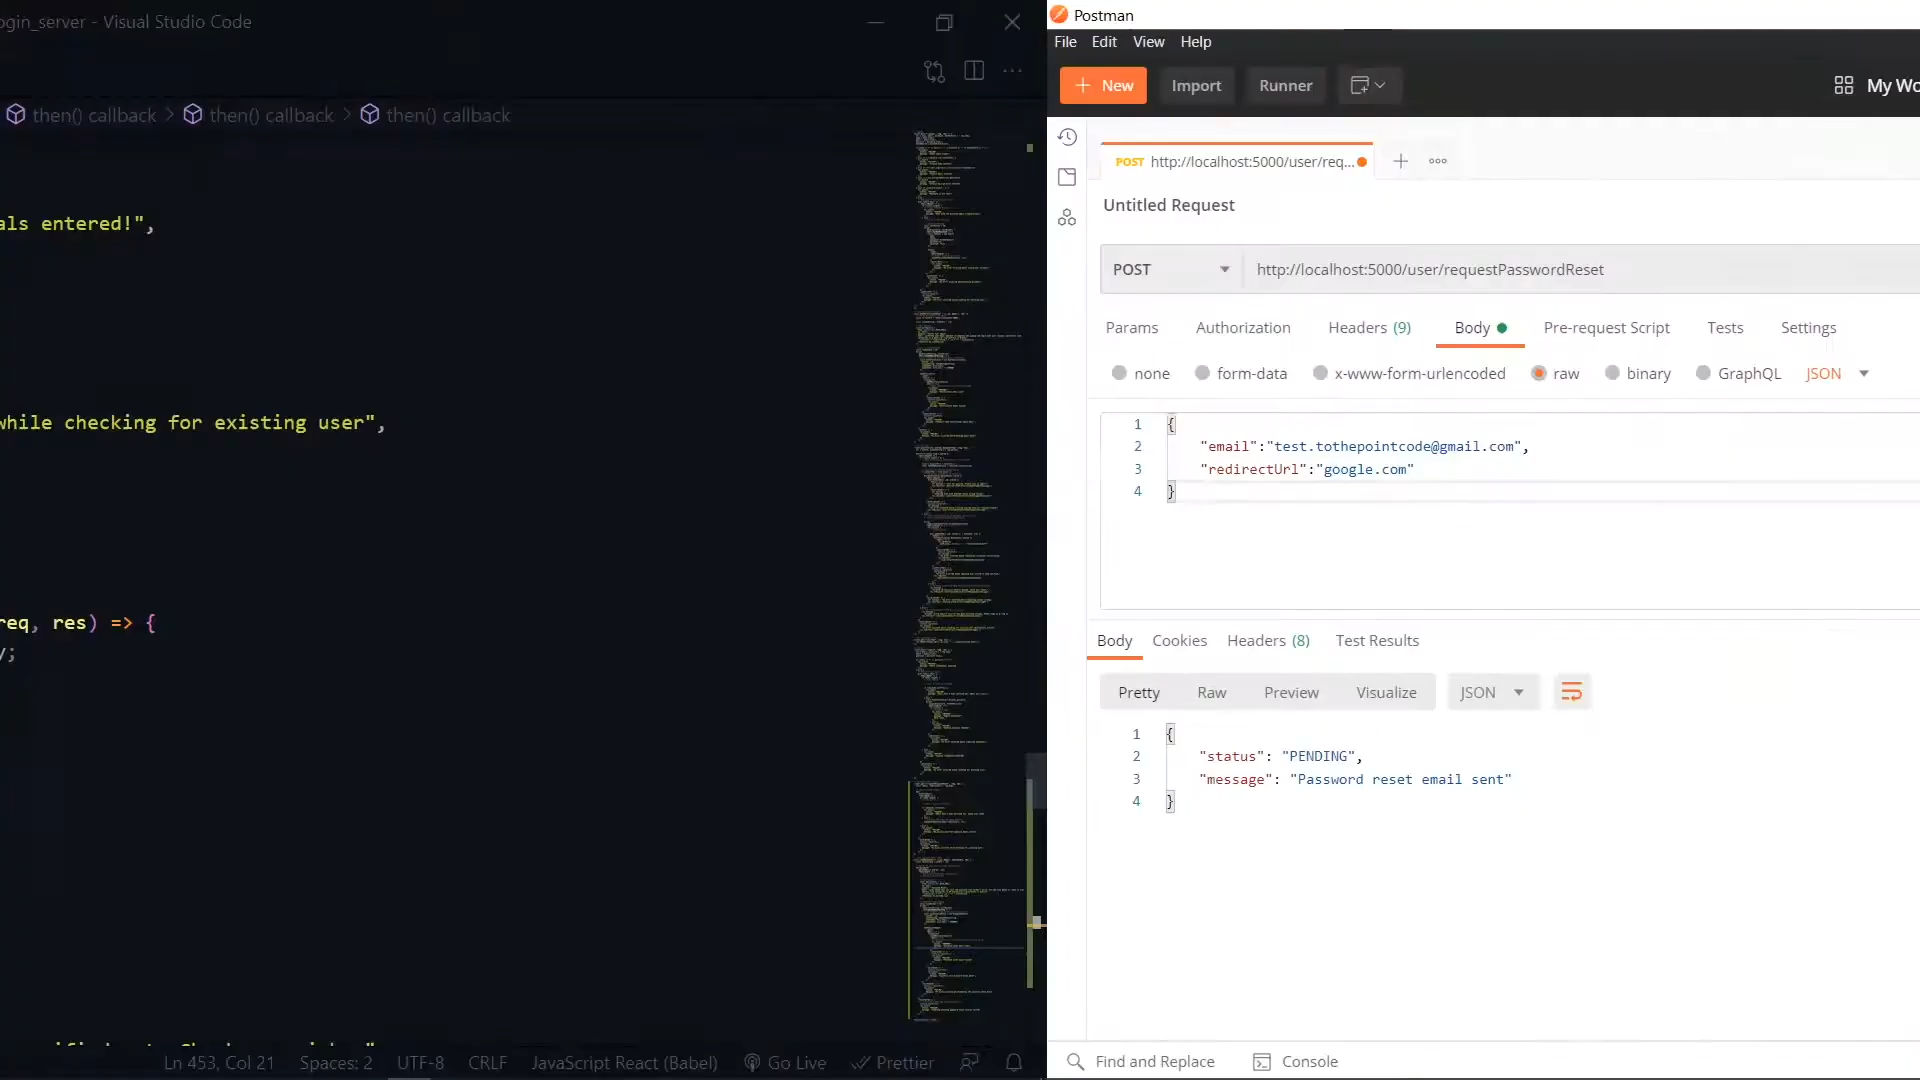 ogin_server - Visual Studio Code
then() callback > then() callback > then() callback
als entered!",
while checking for existing user",
req, res) => {
Ln 453, Col 21 Spaces: 2 UTF-8 CRLF JavaScript React (Babel) Go Live Prettier
Postman
File Edit View Help
+ New Import Runner My Wo
POST http://localhost:5000/user/req...
Untitled Request
POST http://localhost:5000/user/requestPasswordReset
Params Authorization Headers (9) Body Pre-request Script Tests Settings
none form-data x-www-form-urlencoded raw binary GraphQL JSON
1 {
2 "email":"test.tothepointcode@gmail.com",
3 "redirectUrl":"google.com"
4 }
Body Cookies Headers (8) Test Results
Pretty Raw Preview Visualize JSON
1 {
2 "status": "PENDING",
3 "message": "Password reset email sent"
4 }
Find and Replace Console